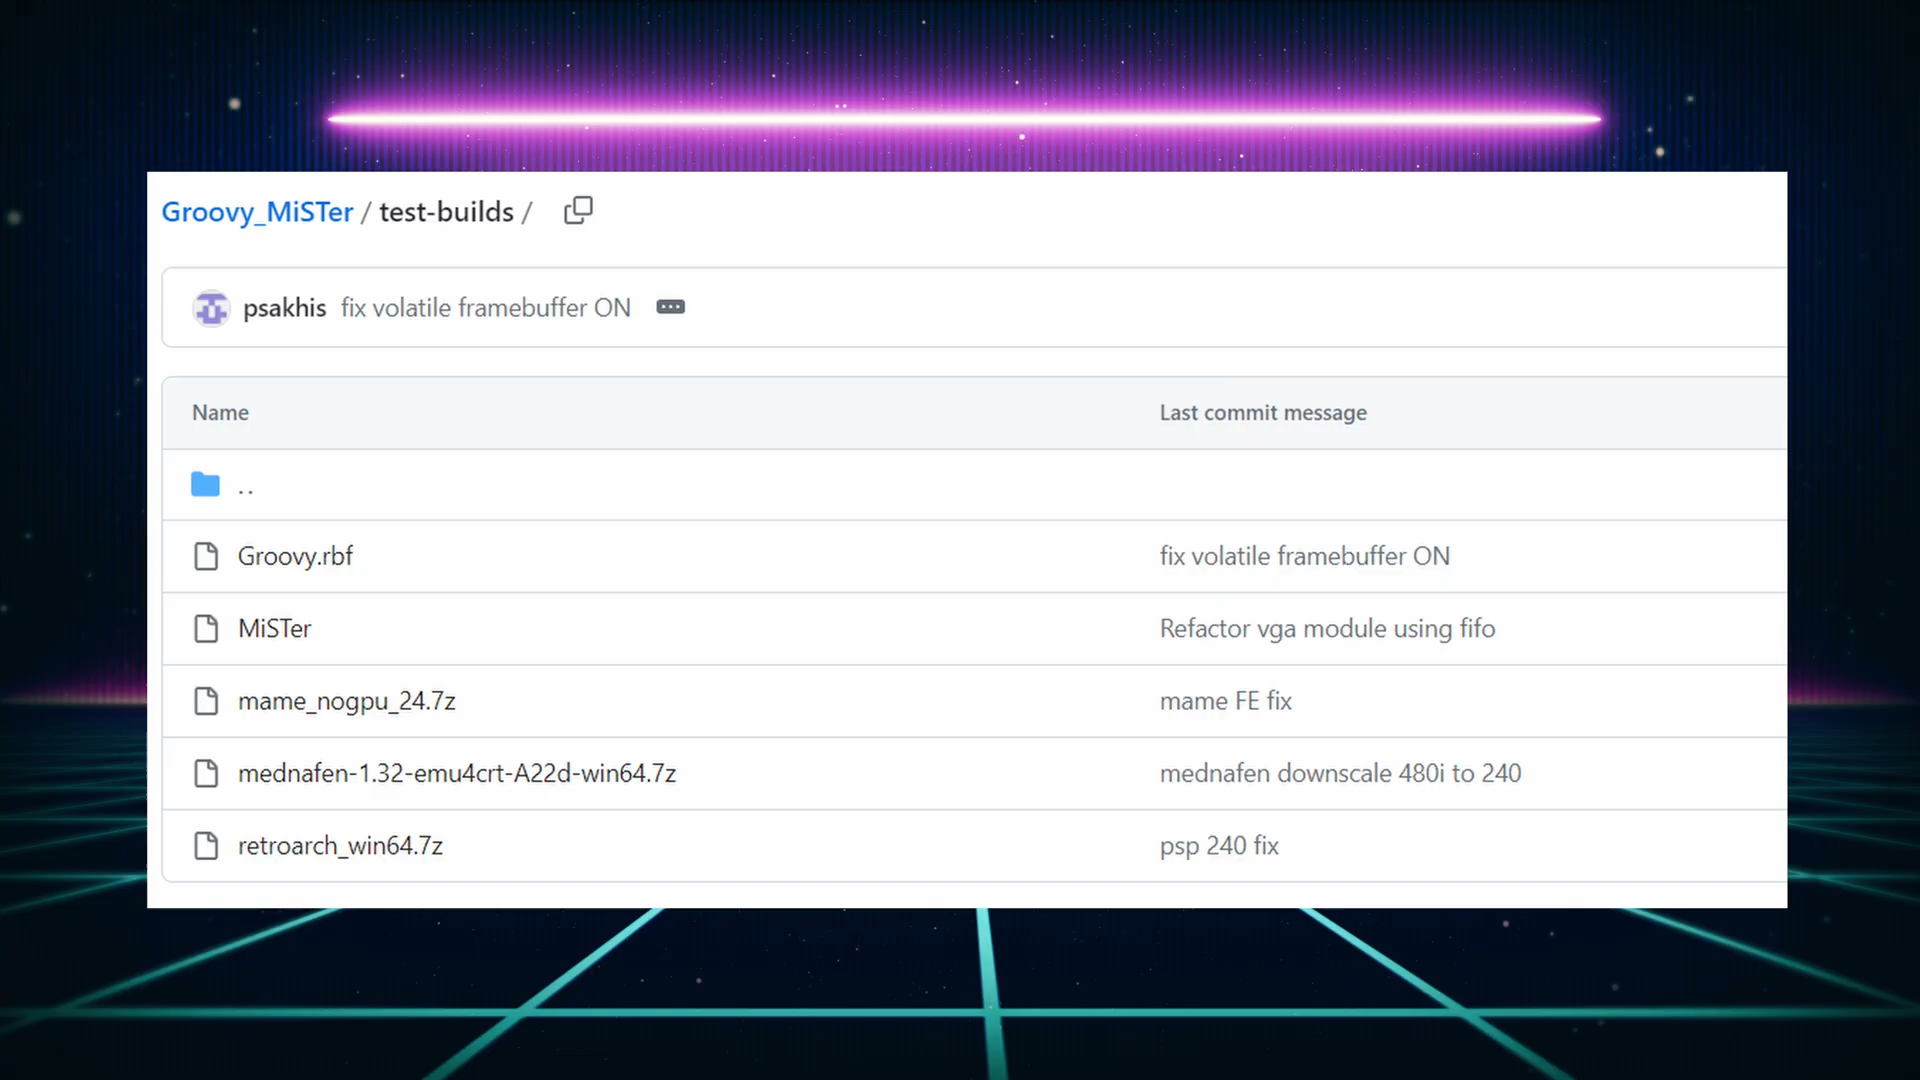 Groovy_MiSTer / test-builds /
psakhis fix volatile framebuffer ON
Name Last commit message
..
Groovy.rbf fix volatile framebuffer ON
MiSTer Refactor vga module using fifo
mame_nogpu_24.7z mame FE fix
mednafen-1.32-emu4crt-A22d-win64.7z mednafen downscale 480i to 240
retroarch_win64.7z psp 240 fix